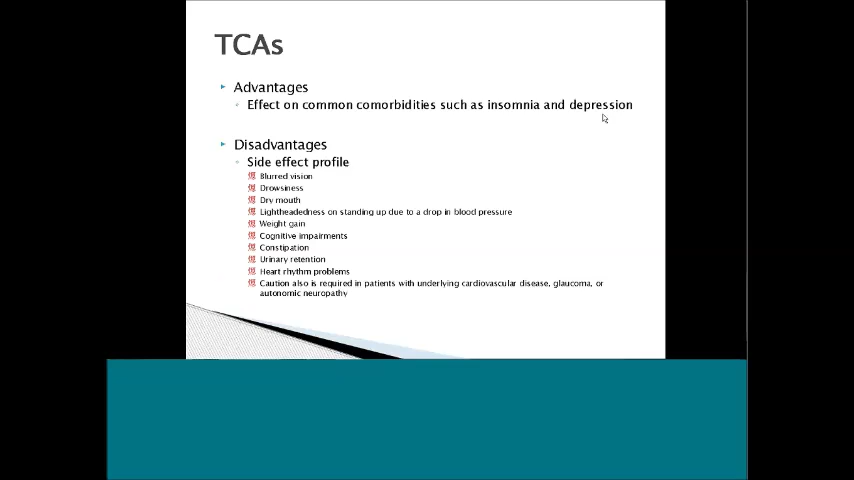 TCAs
Advantages
Effect on common comorbidities such as insomnia and depression
Disadvantages
Side effect profile
Blurred vision
Drowsiness
Dry mouth
Lightheadedness on standing up due to a drop in blood pressure
Weight gain
Cognitive impairments
Constipation
Urinary retention
Heart rhythm problems
Caution also is required in patients with underlying cardiovascular disease, glaucoma, or
autonomic neuropathy